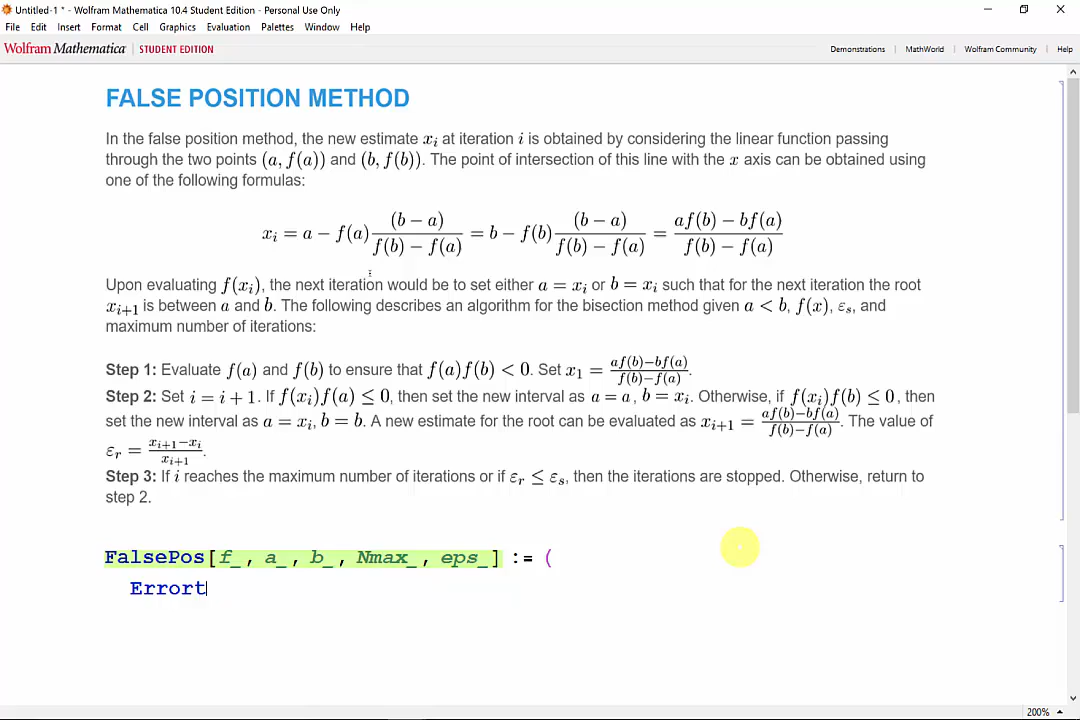 Untitled-1 * - Wolfram Mathematica 10.4 Student Edition - Personal Use Only
File Edit Insert Format Cell Graphics Evaluation Palettes Window Help
Wolfram Mathematica | STUDENT EDITION Demonstrations | MathWorld | Wolfram Community | Help
FALSE POSITION METHOD
In the false position method, the new estimate xᵢ at iteration i is obtained by considering the linear function passing
through the two points (a, f(a)) and (b, f(b)). The point of intersection of this line with the x axis can be obtained using
one of the following formulas:
xᵢ = a − f(a) (b − a)/(f(b) − f(a)) = b − f(b) (b − a)/(f(b) − f(a)) = (af(b) − bf(a))/(f(b) − f(a))
Upon evaluating f(xᵢ), the next iteration would be to set either a = xᵢ or b = xᵢ such that for the next iteration the root
xᵢ₊₁ is between a and b. The following describes an algorithm for the bisection method given a < b, f(x), εₛ, and
maximum number of iterations:
Step 1: Evaluate f(a) and f(b) to ensure that f(a)f(b) < 0. Set x₁ = (af(b)−bf(a))/(f(b)−f(a)).
Step 2: Set i = i + 1. If f(xᵢ)f(a) ≤ 0, then set the new interval as a = a, b = xᵢ. Otherwise, if f(xᵢ)f(b) ≤ 0, then
set the new interval as a = xᵢ, b = b. A new estimate for the root can be evaluated as xᵢ₊₁ = (af(b)−bf(a))/(f(b)−f(a)). The value of
εᵣ = (xᵢ₊₁−xᵢ)/xᵢ₊₁.
Step 3: If i reaches the maximum number of iterations or if εᵣ ≤ εₛ, then the iterations are stopped. Otherwise, return to
step 2.
FalsePos[f_, a_, b_, Nmax_, eps_] := (
Errort
200%